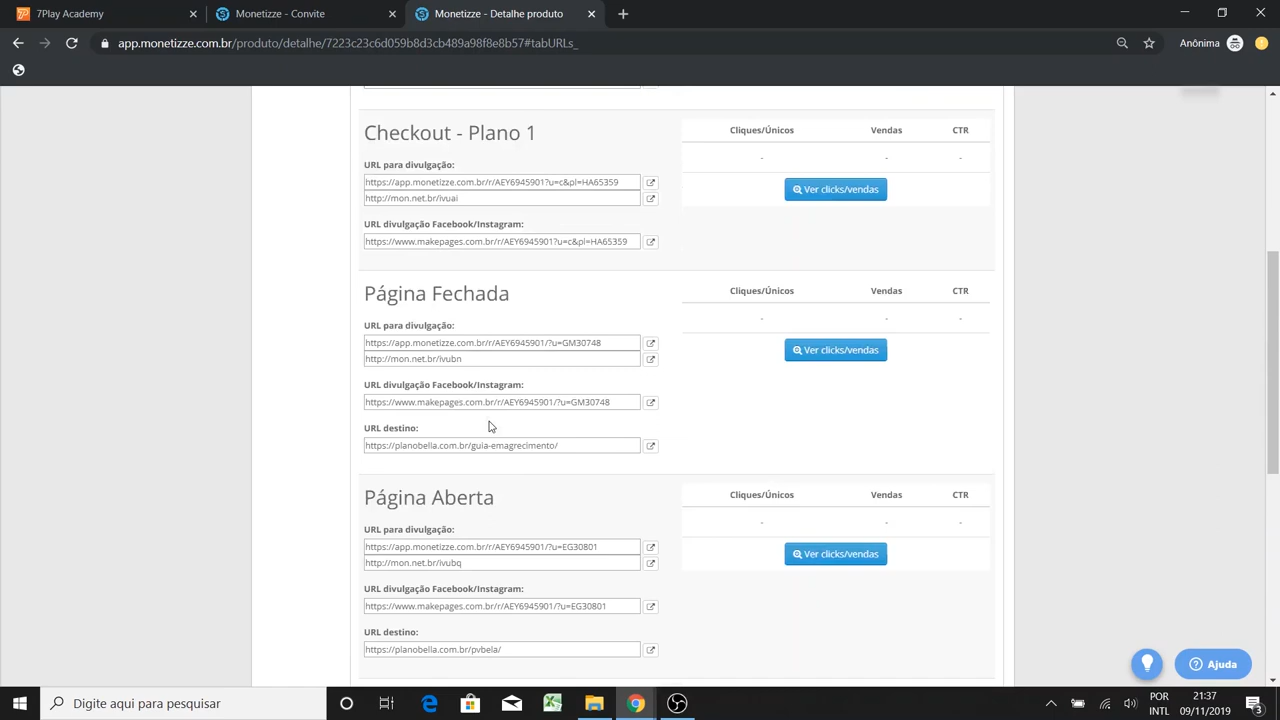 7Play Academy
Monetizze - Convite
Monetizze - Detalhe produto
app.monetizze.com.br/produto/detalhe/7223c23c6d059b8d3cb489a98f8e8b57#tabURLs_
Anônima
Checkout - Plano 1
Cliques/Únicos Vendas CTR
- - -
URL para divulgação:
https://app.monetizze.com.br/r/AEY6945901?u=c&pl=HA65359
http://mon.net.br/ivuai
Ver clicks/vendas
URL divulgação Facebook/Instagram:
https://www.makepages.com.br/r/AEY6945901?u=c&pl=HA65359
Página Fechada
Cliques/Únicos Vendas CTR
- - -
URL para divulgação:
https://app.monetizze.com.br/r/AEY6945901/?u=GM30748
http://mon.net.br/ivubn
Ver clicks/vendas
URL divulgação Facebook/Instagram:
https://www.makepages.com.br/r/AEY6945901/?u=GM30748
URL destino:
https://planobella.com.br/guia-emagrecimento/
Página Aberta
Cliques/Únicos Vendas CTR
- - -
URL para divulgação:
https://app.monetizze.com.br/r/AEY6945901/?u=EG30801
http://mon.net.br/ivubq
Ver clicks/vendas
URL divulgação Facebook/Instagram:
https://www.makepages.com.br/r/AEY6945901/?u=EG30801
URL destino:
https://planobella.com.br/pvbela/
Ajuda
Digite aqui para pesquisar
POR
INTL
21:37
09/11/2019
3